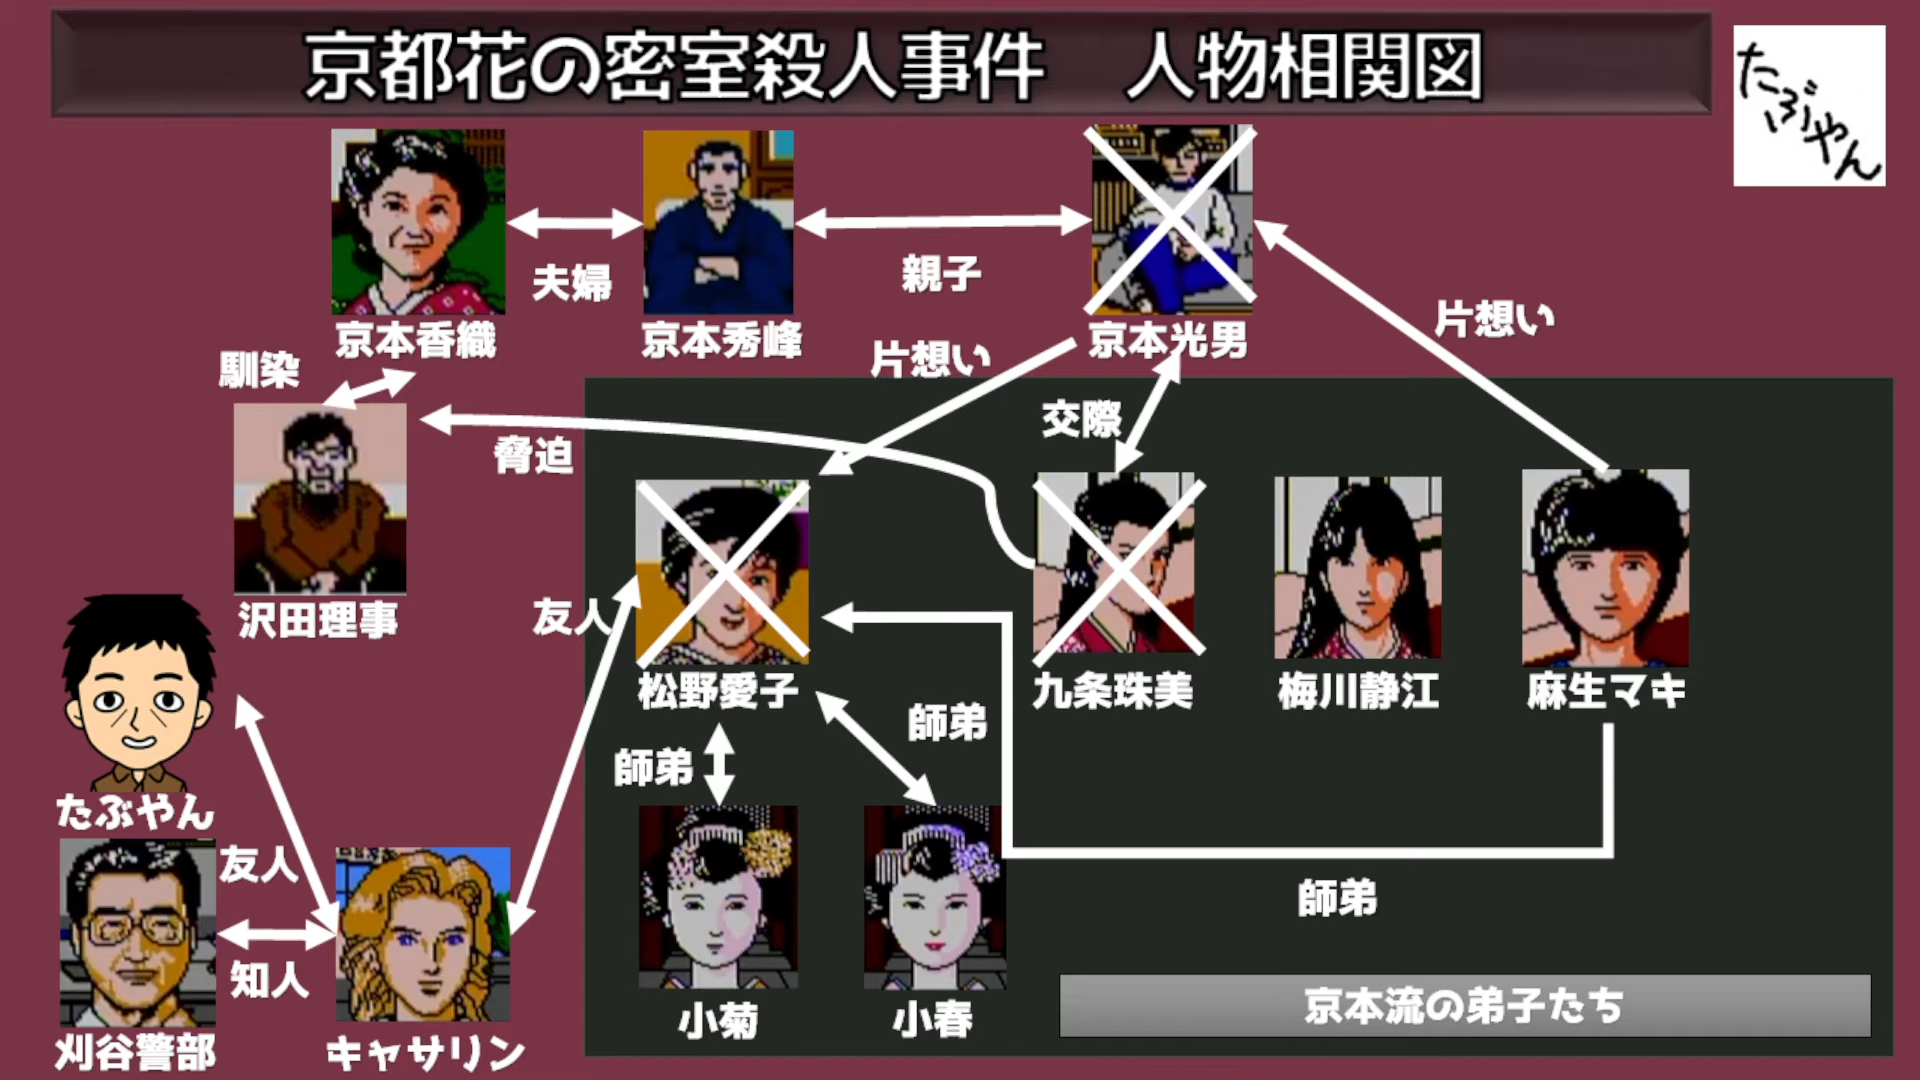 京都花の密室殺人事件　人物相関図
たぶやん
夫婦
親子
片想い
京本香織
京本秀峰
京本光男
馴染
片想い
交際
脅迫
沢田理事
友人
松野愛子
九条珠美
梅川静江
麻生マキ
師弟
師弟
たぶやん
友人
師弟
知人
刈谷警部
キャサリン
小菊
小春
京本流の弟子たち